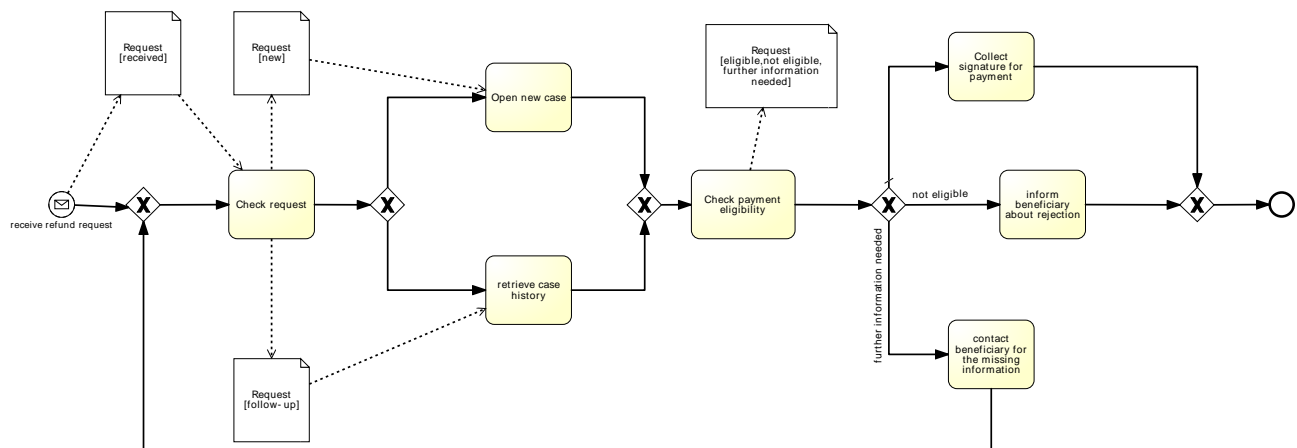 Request
[received]
Request
[new]
Request
[eligible,not eligible,
further information
needed]
Collect
signature for
payment
Open new case
receive refund request
X
Check request
X
X
Check payment
eligibility
X
not eligible
inform
beneficiary
about rejection
X
retrieve case
history
further information needed
contact
beneficiary for
the missing
information
Request
[follow- up]